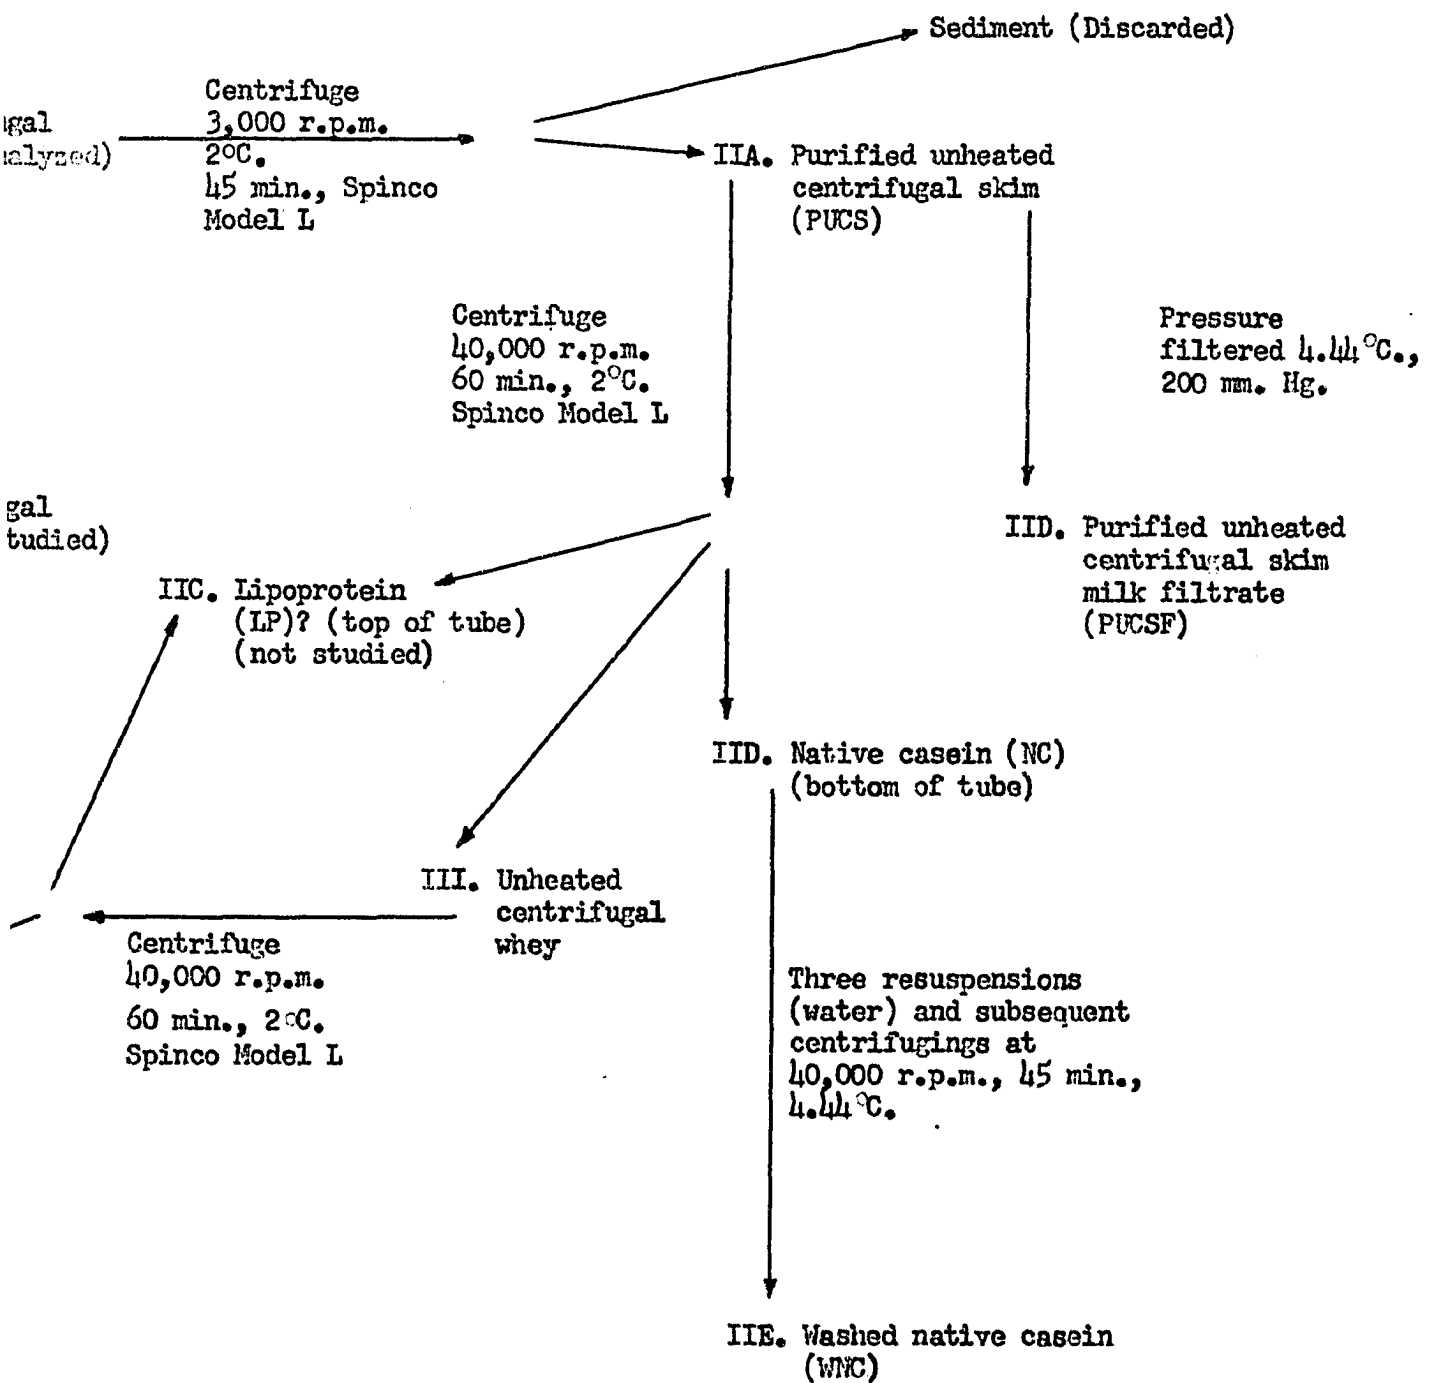 Sediment (Discarded)
Centrifuge
3,000 r.p.m.
2°C.
45 min., Spinco
Model L
gal
alyzed)
IIA. Purified unheated
centrifugal skim
(PUCS)
Centrifuge
40,000 r.p.m.
60 min., 2°C.
Spinco Model L
Pressure
filtered 4.44°C.,
200 mm. Hg.
gal
tudied)
IIC. Lipoprotein
(LP)? (top of tube)
(not studied)
IID. Purified unheated
centrifugal skim
milk filtrate
(PUCSF)
IID. Native casein (NC)
(bottom of tube)
III. Unheated
centrifugal
whey
Centrifuge
40,000 r.p.m.
60 min., 2°C.
Spinco Model L
Three resuspensions
(water) and subsequent
centrifugings at
40,000 r.p.m., 45 min.,
4.44°C.
IIE. Washed native casein
(WNC)